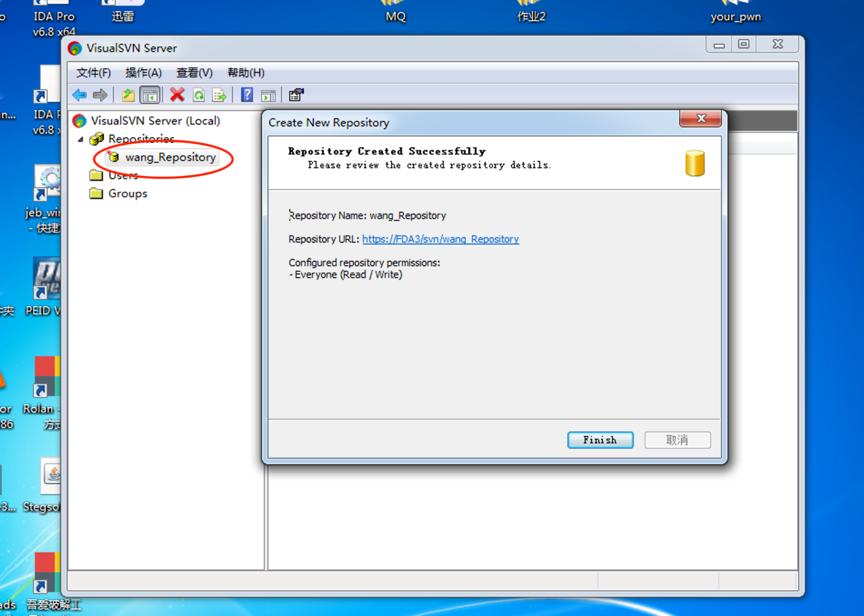 IDA Pro
v6.8 x64
迅雷
MQ
作业2
your_pwn
VisualSVN Server
文件(F) 操作(A) 查看(V) 帮助(H)
VisualSVN Server (Local)
Repositories
wang_Repository
Users
Groups
Create New Repository
Repository Created Successfully
Please review the created repository details.
Repository Name: wang_Repository
Repository URL: https://FDA3/svn/wang_Repository
Configured repository permissions:
- Everyone (Read / Write)
Finish
取消
IDA
v6.8
jeb_wi
- 快捷
PEID V
Rolan -
方式
86
Stegsol
吾爱破解工